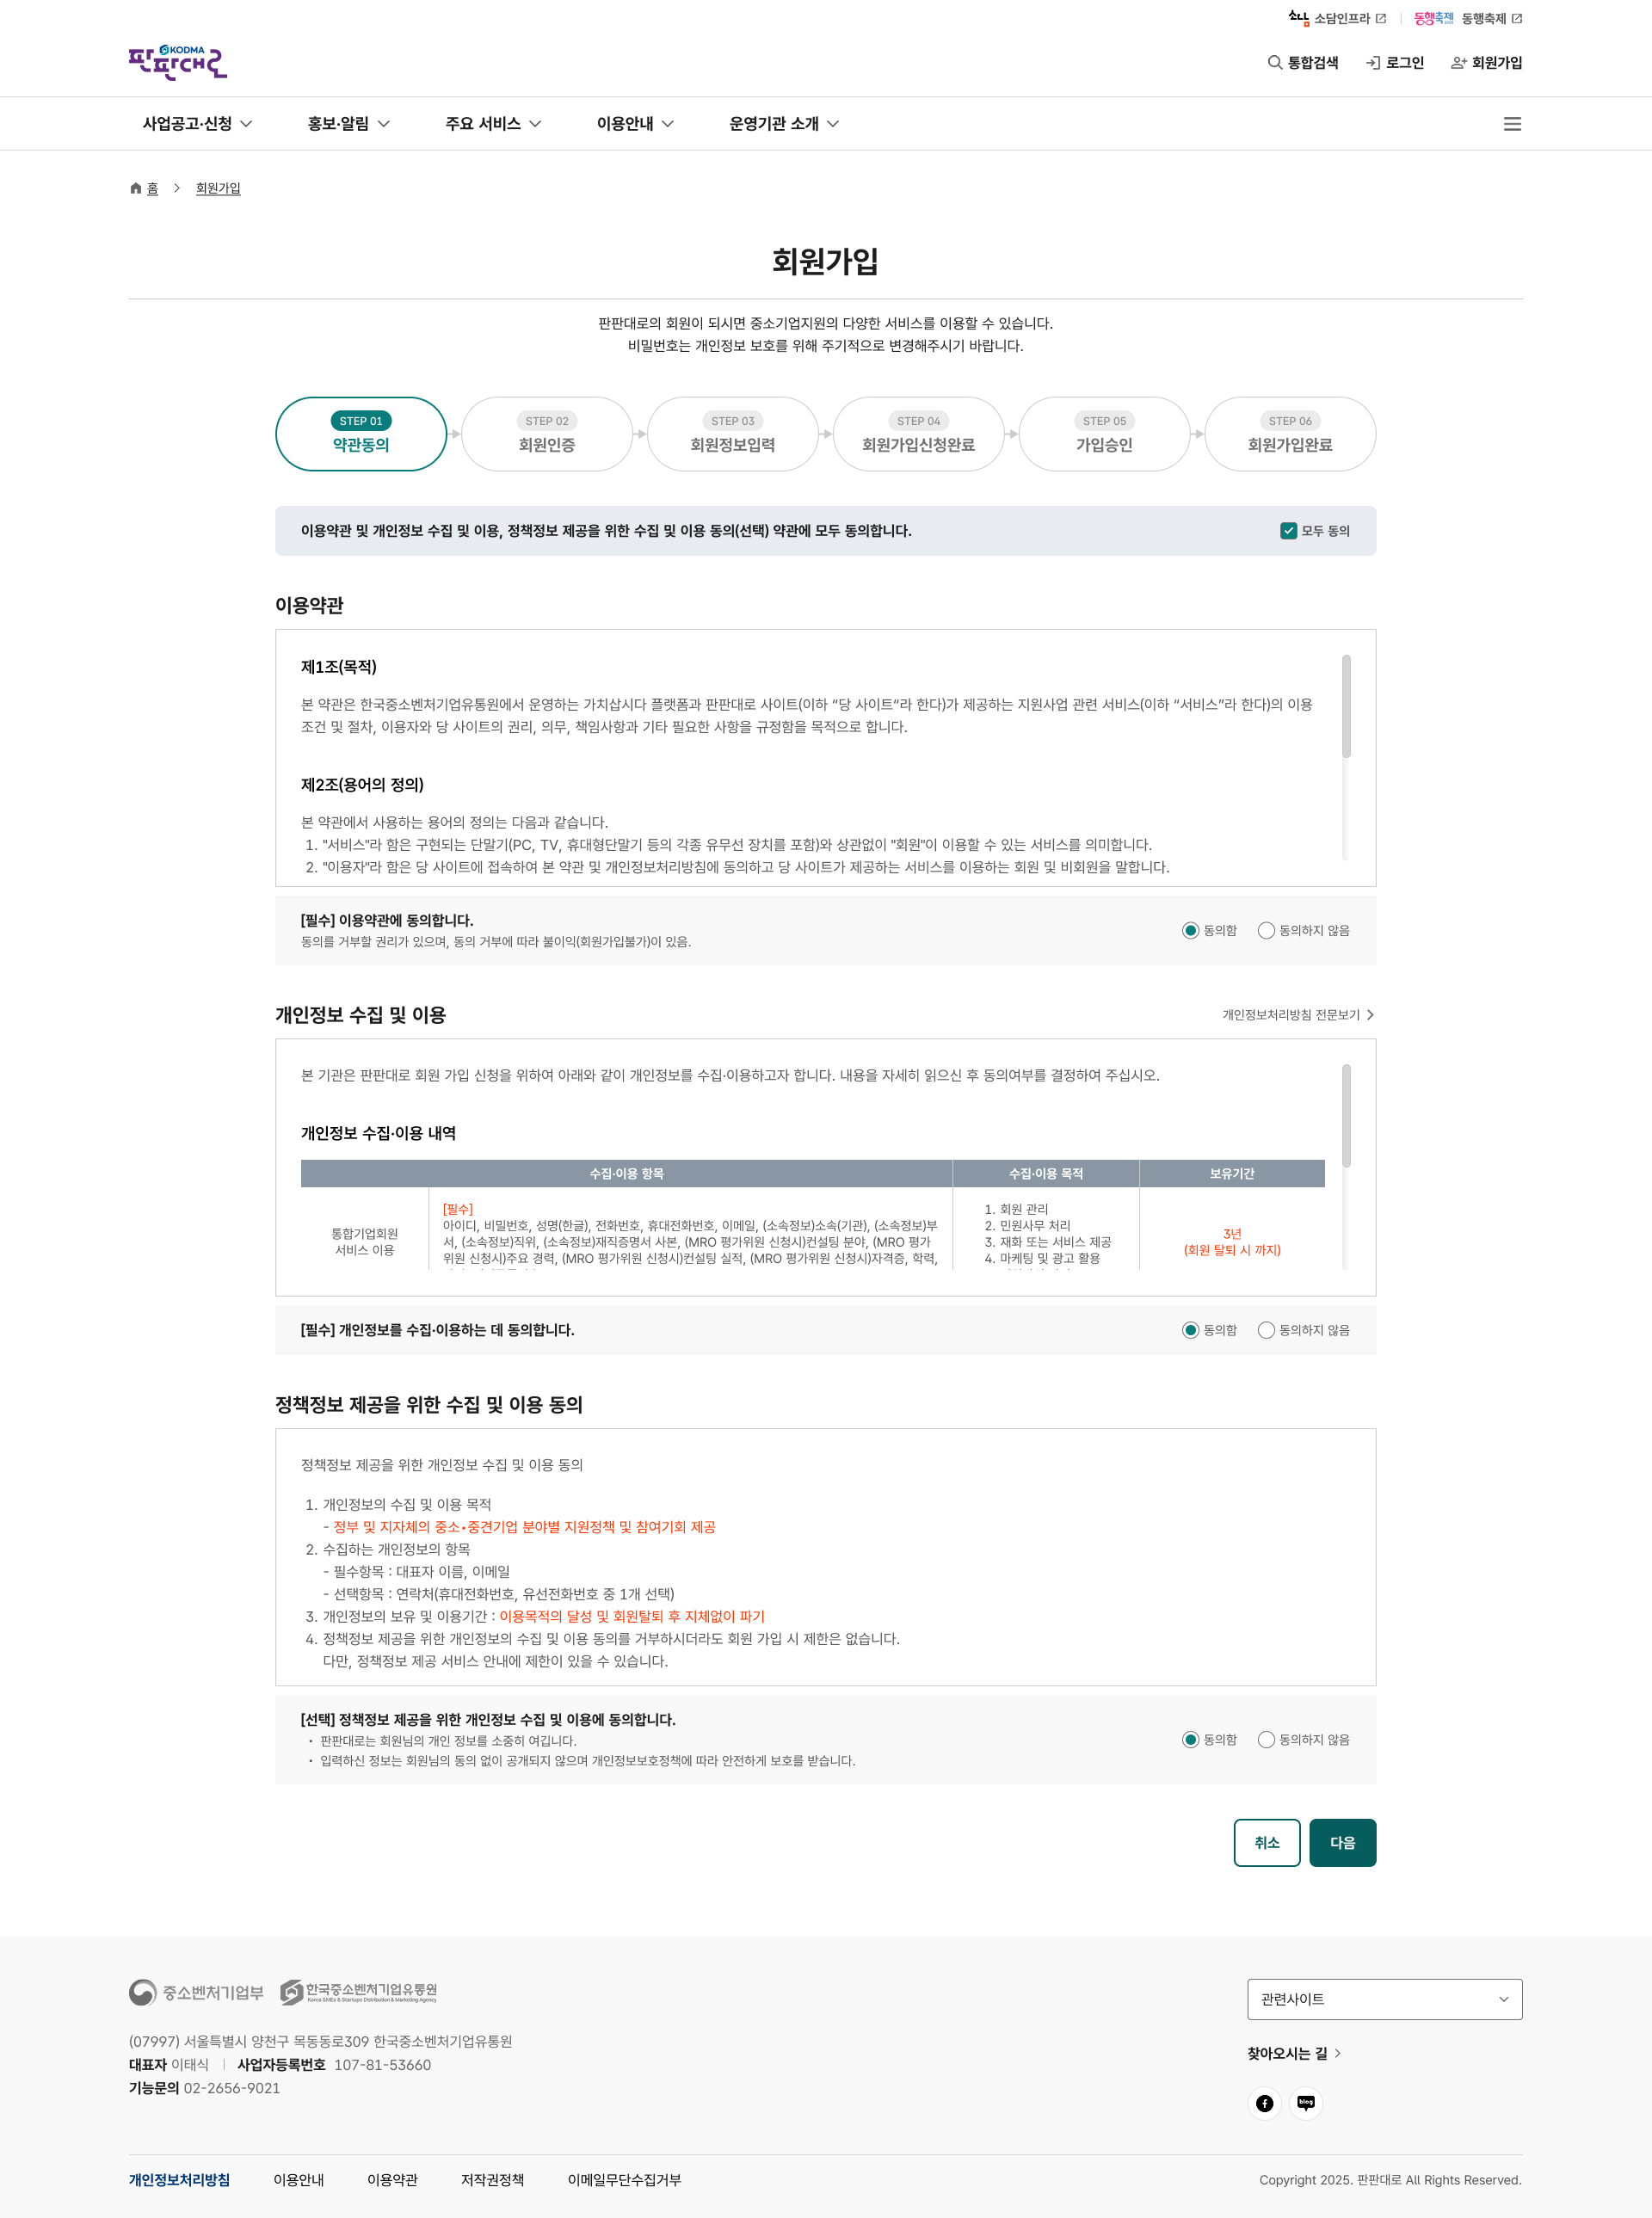 소담 소담인프라
동행축제 동행축제
KODMA
판판대로
통합검색 로그인 회원가입
사업공고·신청 홍보·알림 주요 서비스 이용안내 운영기관 소개
홈 회원가입
회원가입
판판대로의 회원이 되시면 중소기업지원의 다양한 서비스를 이용할 수 있습니다.
비밀번호는 개인정보 보호를 위해 주기적으로 변경해주시기 바랍니다.
STEP 01 STEP 02 STEP 03 STEP 04 STEP 05 STEP 06
약관동의 회원인증 회원정보입력 회원가입신청완료 가입승인 회원가입완료
이용약관 및 개인정보 수집 및 이용, 정책정보 제공을 위한 수집 및 이용 동의(선택) 약관에 모두 동의합니다. 모두 동의
이용약관
제1조(목적)
본 약관은 한국중소벤처기업유통원에서 운영하는 가치삽시다 플랫폼과 판판대로 사이트(이하 “당 사이트“라 한다)가 제공하는 지원사업 관련 서비스(이하 “서비스”라 한다)의 이용
조건 및 절차, 이용자와 당 사이트의 권리, 의무, 책임사항과 기타 필요한 사항을 규정함을 목적으로 합니다.
제2조(용어의 정의)
본 약관에서 사용하는 용어의 정의는 다음과 같습니다.
1. "서비스"라 함은 구현되는 단말기(PC, TV, 휴대형단말기 등의 각종 유무선 장치를 포함)와 상관없이 "회원"이 이용할 수 있는 서비스를 의미합니다.
2. "이용자"라 함은 당 사이트에 접속하여 본 약관 및 개인정보처리방침에 동의하고 당 사이트가 제공하는 서비스를 이용하는 회원 및 비회원을 말합니다.
[필수] 이용약관에 동의합니다.
동의를 거부할 권리가 있으며, 동의 거부에 따라 불이익(회원가입불가)이 있음.
동의함 동의하지 않음
개인정보 수집 및 이용 개인정보처리방침 전문보기
본 기관은 판판대로 회원 가입 신청을 위하여 아래와 같이 개인정보를 수집·이용하고자 합니다. 내용을 자세히 읽으신 후 동의여부를 결정하여 주십시오.
개인정보 수집·이용 내역
수집·이용 항목 수집·이용 목적 보유기간
통합기업회원
서비스 이용
[필수]
아이디, 비밀번호, 성명(한글), 전화번호, 휴대전화번호, 이메일, (소속정보)소속(기관), (소속정보)부
서, (소속정보)직위, (소속정보)재직증명서 사본, (MRO 평가위원 신청시)컨설팅 분야, (MRO 평가
위원 신청시)주요 경력, (MRO 평가위원 신청시)컨설팅 실적, (MRO 평가위원 신청시)자격증, 학력,
1. 회원 관리
2. 민원사무 처리
3. 재화 또는 서비스 제공
4. 마케팅 및 광고 활용
3년
(회원 탈퇴 시 까지)
[필수] 개인정보를 수집·이용하는 데 동의합니다. 동의함 동의하지 않음
정책정보 제공을 위한 수집 및 이용 동의
정책정보 제공을 위한 개인정보 수집 및 이용 동의
1. 개인정보의 수집 및 이용 목적
- 정부 및 지자체의 중소•중견기업 분야별 지원정책 및 참여기회 제공
2. 수집하는 개인정보의 항목
- 필수항목 : 대표자 이름, 이메일
- 선택항목 : 연락처(휴대전화번호, 유선전화번호 중 1개 선택)
3. 개인정보의 보유 및 이용기간 : 이용목적의 달성 및 회원탈퇴 후 지체없이 파기
4. 정책정보 제공을 위한 개인정보의 수집 및 이용 동의를 거부하시더라도 회원 가입 시 제한은 없습니다.
다만, 정책정보 제공 서비스 안내에 제한이 있을 수 있습니다.
[선택] 정책정보 제공을 위한 개인정보 수집 및 이용에 동의합니다.
・ 판판대로는 회원님의 개인 정보를 소중히 여깁니다.
・ 입력하신 정보는 회원님의 동의 없이 공개되지 않으며 개인정보보호정책에 따라 안전하게 보호를 받습니다.
동의함 동의하지 않음
취소 다음
중소벤처기업부 한국중소벤처기업유통원
Korea SMEs & Startups Distribution & Marketing Agency
관련사이트
(07997) 서울특별시 양천구 목동동로309 한국중소벤처기업유통원
대표자 이태식 사업자등록번호 107-81-53660
기능문의 02-2656-9021
찾아오시는 길
blog
개인정보처리방침 이용안내 이용약관 저작권정책 이메일무단수집거부
Copyright 2025. 판판대로 All Rights Reserved.